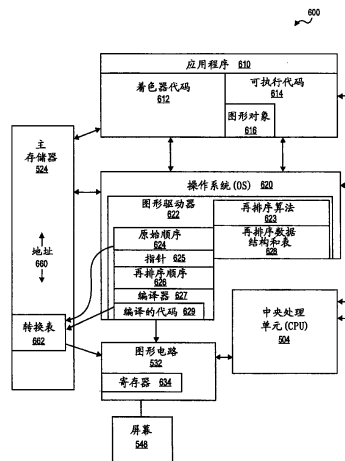 600
应用程序 610
着色器代码
612
可执行代码
614
图形对象
616
主
存储器
524
地址
660
转换表
662
操作系统(OS) 620
图形驱动器
622
再排序算法
623
再排序数据
结构和表
628
原始顺序
624
指针 625
再排序顺序
626
编译器 627
编译的代码 629
图形电路
532
寄存器 634
中央处理
单元(CPU)
504
屏幕
548